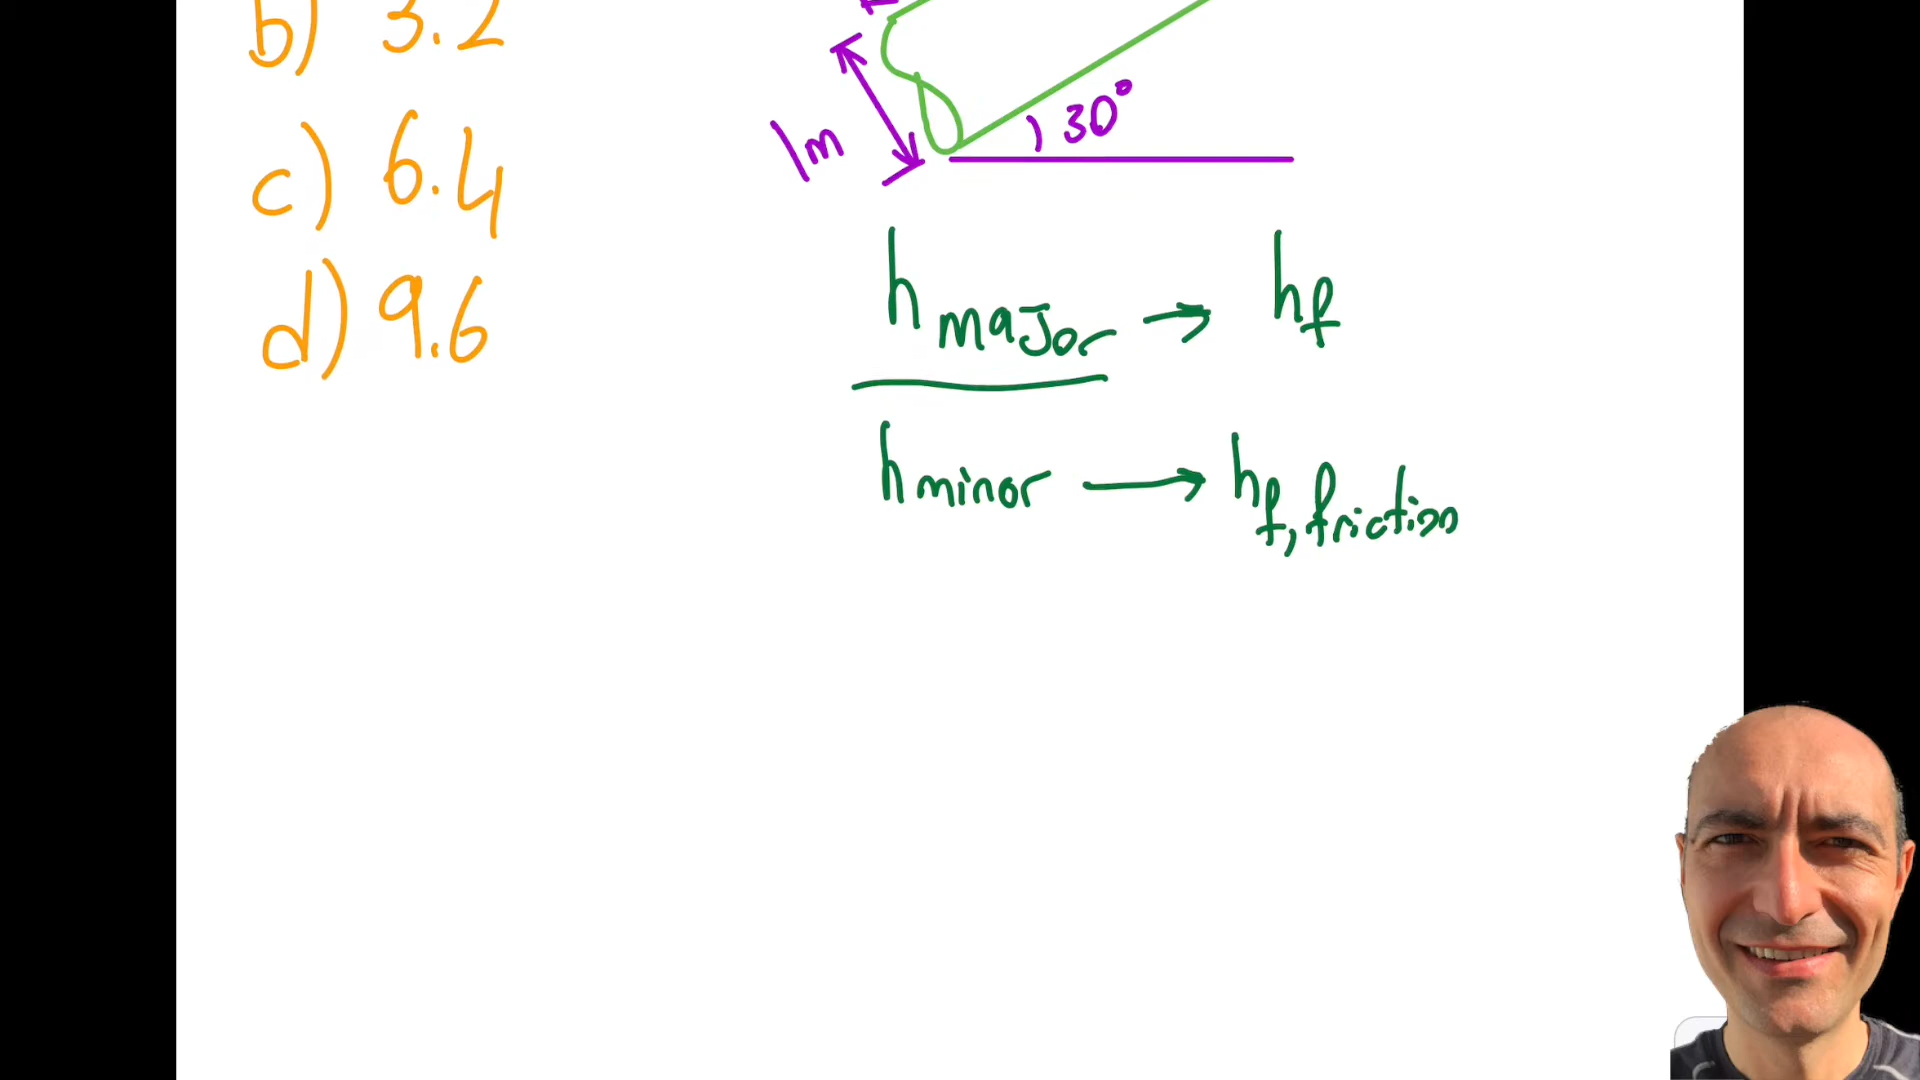 b) 3.2
c) 6.4
d) 9.6
1m
30°
h major → hf
h minor → hf, friction